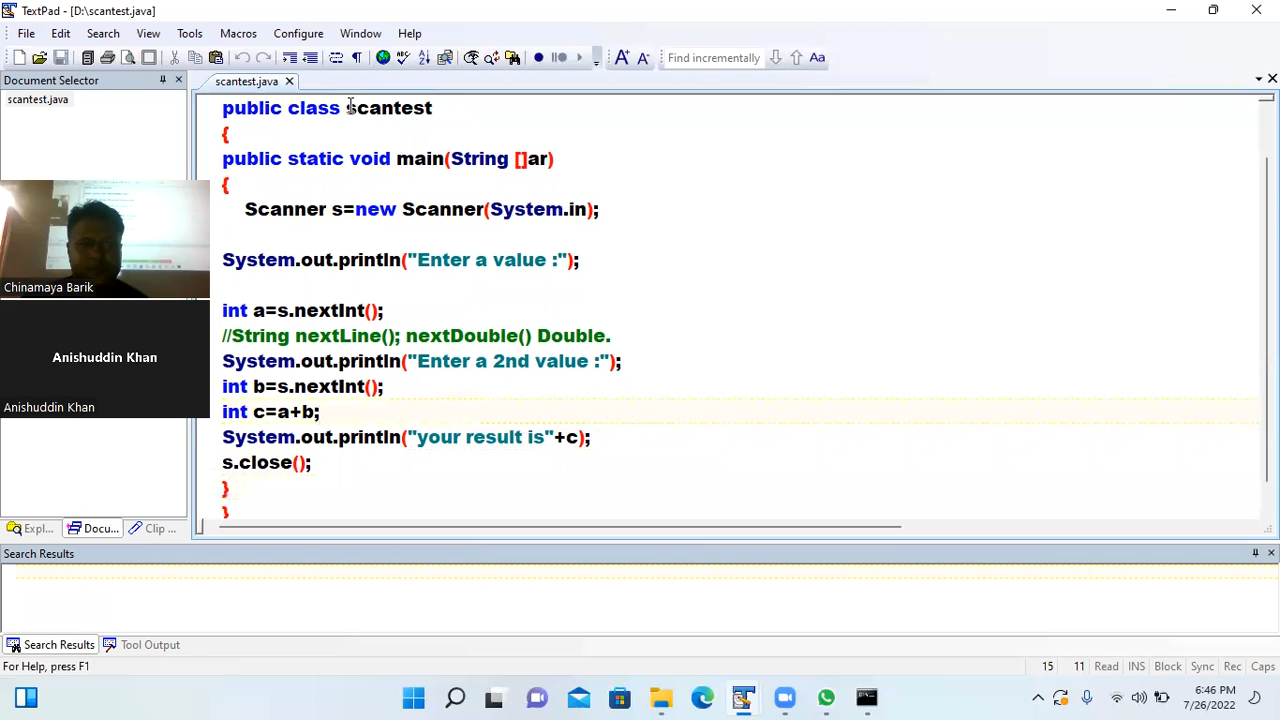 TextPad - [D:\scantest.java]
File Edit Search View Tools Macros Configure Window Help
Find incrementally
Document Selector
scantest.java
scantest.java
public class scantest
{
public static void main(String []ar)
{
Scanner s=new Scanner(System.in);
System.out.println("Enter a value :");
int a=s.nextInt();
//String nextLine(); nextDouble() Double.
System.out.println("Enter a 2nd value :");
int b=s.nextInt();
int c=a+b;
System.out.println("your result is"+c);
s.close();
}
}
Chinamaya Barik
Anishuddin Khan
Anishuddin Khan
Expl... Docu... Clip ...
Search Results
Search Results Tool Output
For Help, press F1
15 11 Read INS Block Sync Rec Caps
6:46 PM
7/26/2022